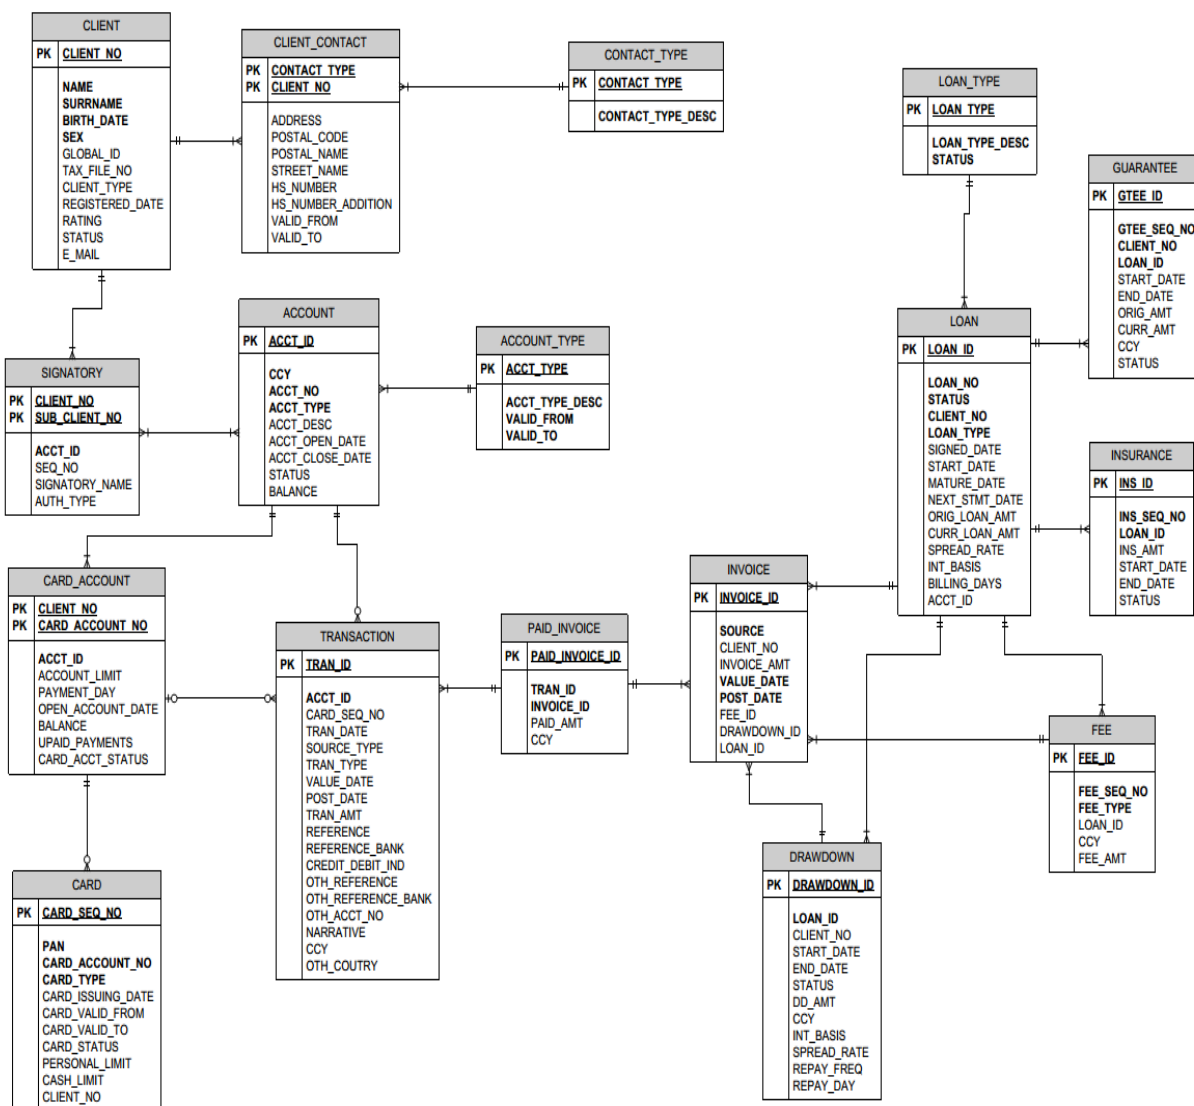 CLIENT
PK CLIENT_NO
NAME
SURRNAME
BIRTH_DATE
SEX
GLOBAL_ID
TAX_FILE_NO
CLIENT_TYPE
REGISTERED_DATE
RATING
STATUS
E_MAIL
CLIENT_CONTACT
PK CONTACT_TYPE
PK CLIENT_NO
ADDRESS
POSTAL_CODE
POSTAL_NAME
STREET_NAME
HS_NUMBER
HS_NUMBER_ADDITION
VALID_FROM
VALID_TO
CONTACT_TYPE
PK CONTACT_TYPE
CONTACT_TYPE_DESC
LOAN_TYPE
PK LOAN_TYPE
LOAN_TYPE_DESC
STATUS
GUARANTEE
PK GTEE_ID
GTEE_SEQ_NO
CLIENT_NO
LOAN_ID
START_DATE
END_DATE
ORIG_AMT
CURR_AMT
CCY
STATUS
SIGNATORY
PK CLIENT_NO
PK SUB_CLIENT_NO
ACCT_ID
SEQ_NO
SIGNATORY_NAME
AUTH_TYPE
ACCOUNT
PK ACCT_ID
CCY
ACCT_NO
ACCT_TYPE
ACCT_DESC
ACCT_OPEN_DATE
ACCT_CLOSE_DATE
STATUS
BALANCE
ACCOUNT_TYPE
PK ACCT_TYPE
ACCT_TYPE_DESC
VALID_FROM
VALID_TO
LOAN
PK LOAN_ID
LOAN_NO
STATUS
CLIENT_NO
LOAN_TYPE
SIGNED_DATE
START_DATE
MATURE_DATE
NEXT_STMT_DATE
ORIG_LOAN_AMT
CURR_LOAN_AMT
SPREAD_RATE
INT_BASIS
BILLING_DAYS
ACCT_ID
INSURANCE
PK INS_ID
INS_SEQ_NO
LOAN_ID
INS_AMT
START_DATE
END_DATE
STATUS
CARD_ACCOUNT
PK CLIENT_NO
PK CARD_ACCOUNT_NO
ACCT_ID
ACCOUNT_LIMIT
PAYMENT_DAY
OPEN_ACCOUNT_DATE
BALANCE
UPAID_PAYMENTS
CARD_ACCT_STATUS
TRANSACTION
PK TRAN_ID
ACCT_ID
CARD_SEQ_NO
TRAN_DATE
SOURCE_TYPE
TRAN_TYPE
VALUE_DATE
POST_DATE
TRAN_AMT
REFERENCE
REFERENCE_BANK
CREDIT_DEBIT_IND
OTH_REFERENCE
OTH_REFERENCE_BANK
OTH_ACCT_NO
NARRATIVE
CCY
OTH_COUTRY
PAID_INVOICE
PK PAID_INVOICE_ID
TRAN_ID
INVOICE_ID
PAID_AMT
CCY
INVOICE
PK INVOICE_ID
SOURCE
CLIENT_NO
INVOICE_AMT
VALUE_DATE
POST_DATE
FEE_ID
DRAWDOWN_ID
LOAN_ID
FEE
PK FEE_ID
FEE_SEQ_NO
FEE_TYPE
LOAN_ID
CCY
FEE_AMT
CARD
PK CARD_SEQ_NO
PAN
CARD_ACCOUNT_NO
CARD_TYPE
CARD_ISSUING_DATE
CARD_VALID_FROM
CARD_VALID_TO
CARD_STATUS
PERSONAL_LIMIT
CASH_LIMIT
CLIENT_NO
DRAWDOWN
PK DRAWDOWN_ID
LOAN_ID
CLIENT_NO
START_DATE
END_DATE
STATUS
DD_AMT
CCY
INT_BASIS
SPREAD_RATE
REPAY_FREQ
REPAY_DAY